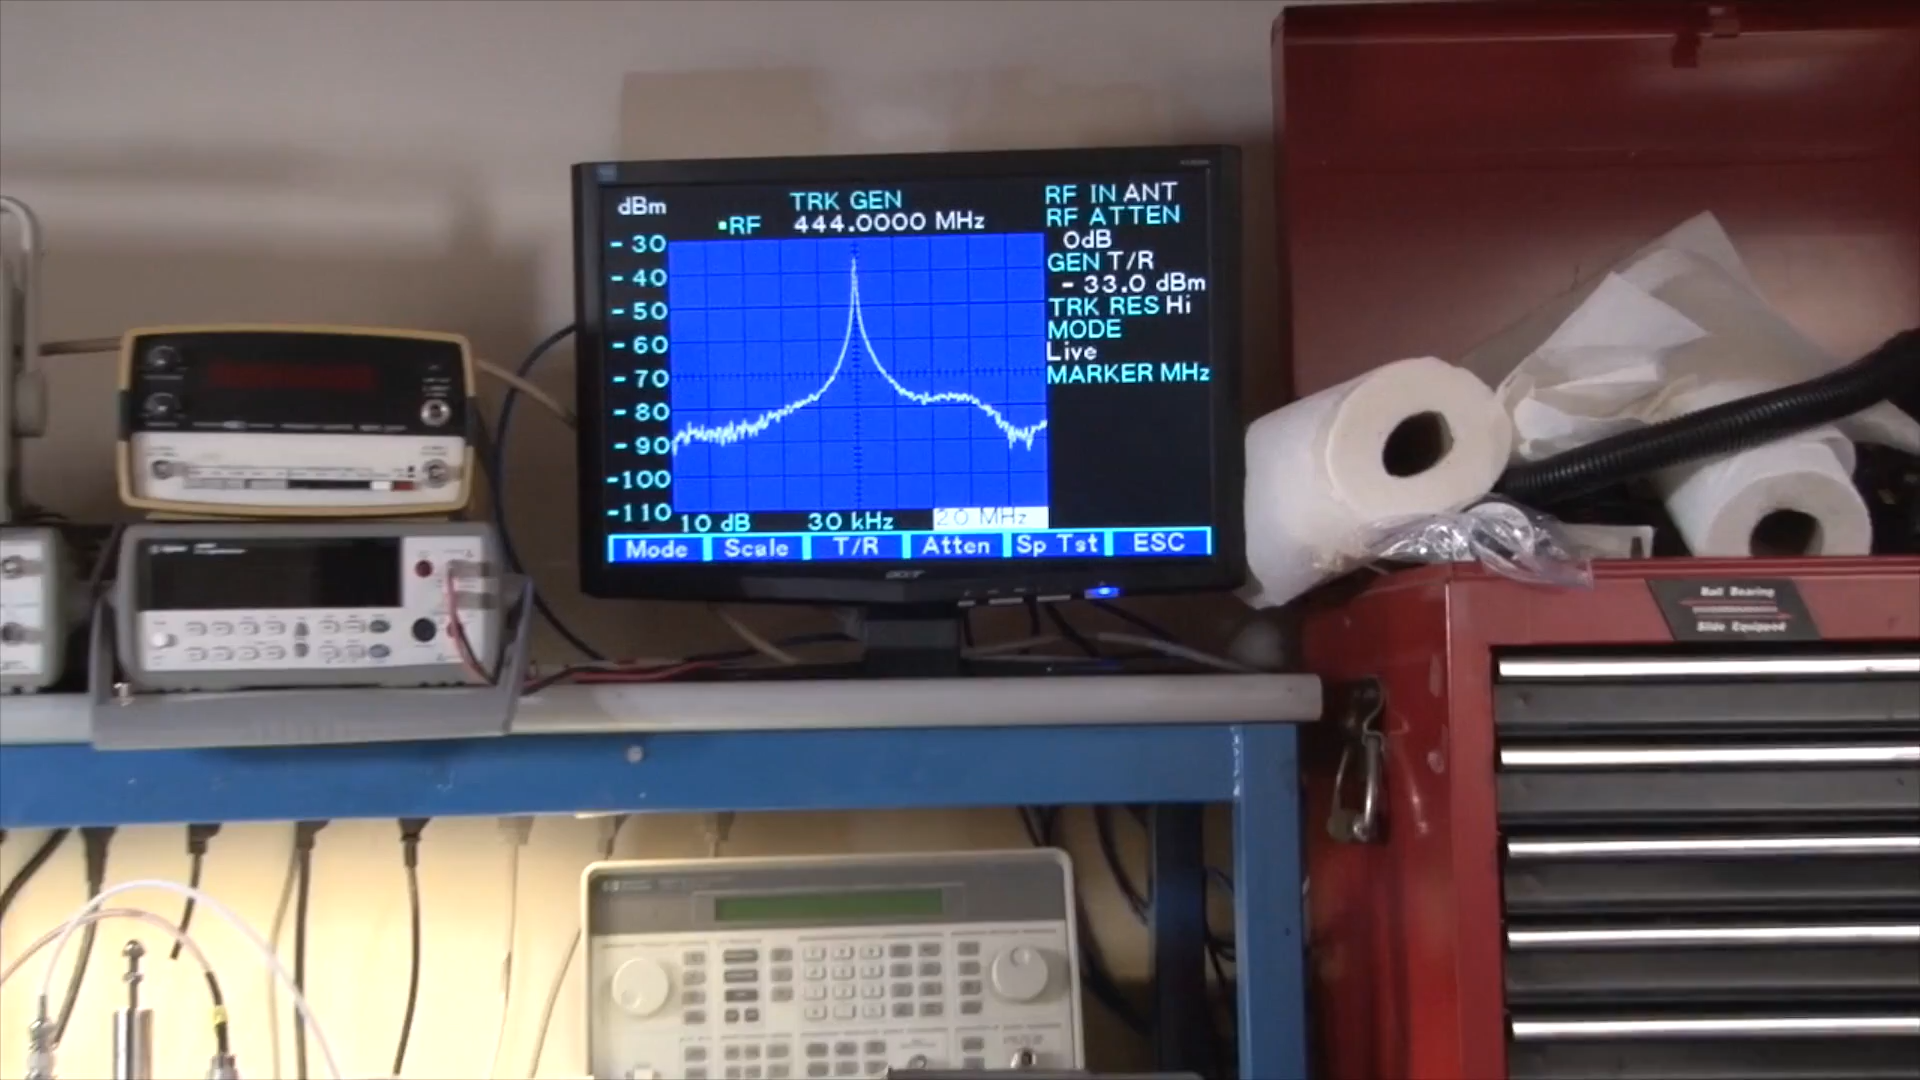 dBm
TRK GEN
RF 444.0000 MHz
-30
-40
-50
-60
-70
-80
-90
-100
-110
10 dB 30 kHz 20 MHz
RF IN ANT
RF ATTEN
0dB
GEN T/R
- 33.0 dBm
TRK RES Hi
MODE
Live
MARKER MHz
Mode Scale T/R Atten Sp Tst ESC
acer
Ball Bearing
Slide Equipped
Agilent